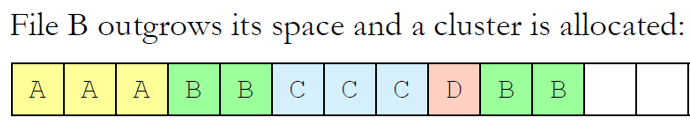 File B outgrows its space and a cluster is allocated:
A A A B B C C C D B B